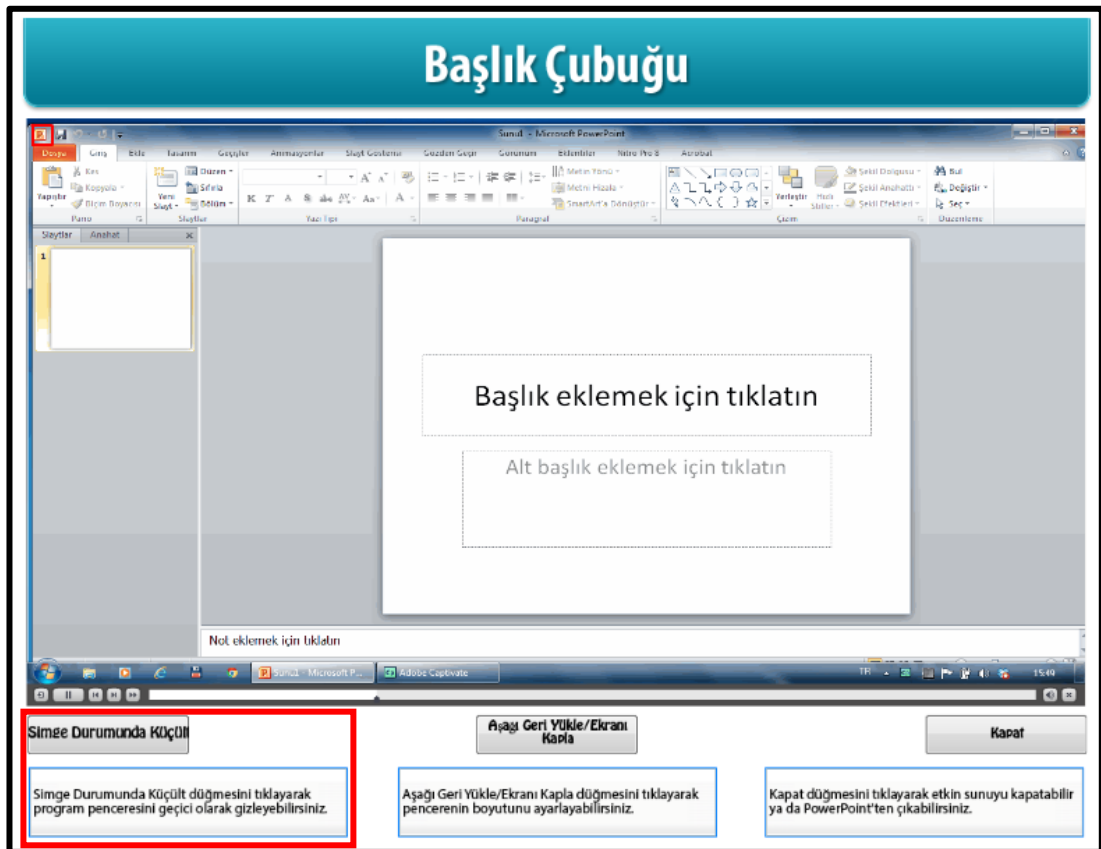 Başlık Çubuğu
Sunu1 - Microsoft PowerPoint
Dosya Giriş Ekle Tasarım Geçişler Animasyonlar Slayt Gösterisi Gözden Geçir Görünüm Eklentiler Nitro Pro 8 Acrobat
Kes
Kopyala
Biçim Boyacısı
Yapıştır
Pano
Yeni
Slayt
Düzen
Sıfırla
Bölüm
Slaytlar
K T A S abc AV Aa A
Yazı Tipi
Metin Yönü
Metni Hizala
SmartArt'a Dönüştür
Paragraf
Yerleştir
Hızlı
Stiller
Şekil Dolgusu
Şekil Anahattı
Şekil Efektleri
Çizim
Bul
Değiştir
Seç
Düzenleme
Slaytlar Anahat
1
Başlık eklemek için tıklatın
Alt başlık eklemek için tıklatın
Not eklemek için tıklatın
Sunu1 - Microsoft P...
Adobe Captivate
TR
15:49
Simge Durumunda Küçült
Aşağı Geri Yükle/Ekranı
Kapla
Kapat
Simge Durumunda Küçült düğmesini tıklayarak
program penceresini geçici olarak gizleyebilirsiniz.
Aşağı Geri Yükle/Ekranı Kapla düğmesini tıklayarak
pencerenin boyutunu ayarlayabilirsiniz.
Kapat düğmesini tıklayarak etkin sunuyu kapatabilir
ya da PowerPoint'ten çıkabilirsiniz.